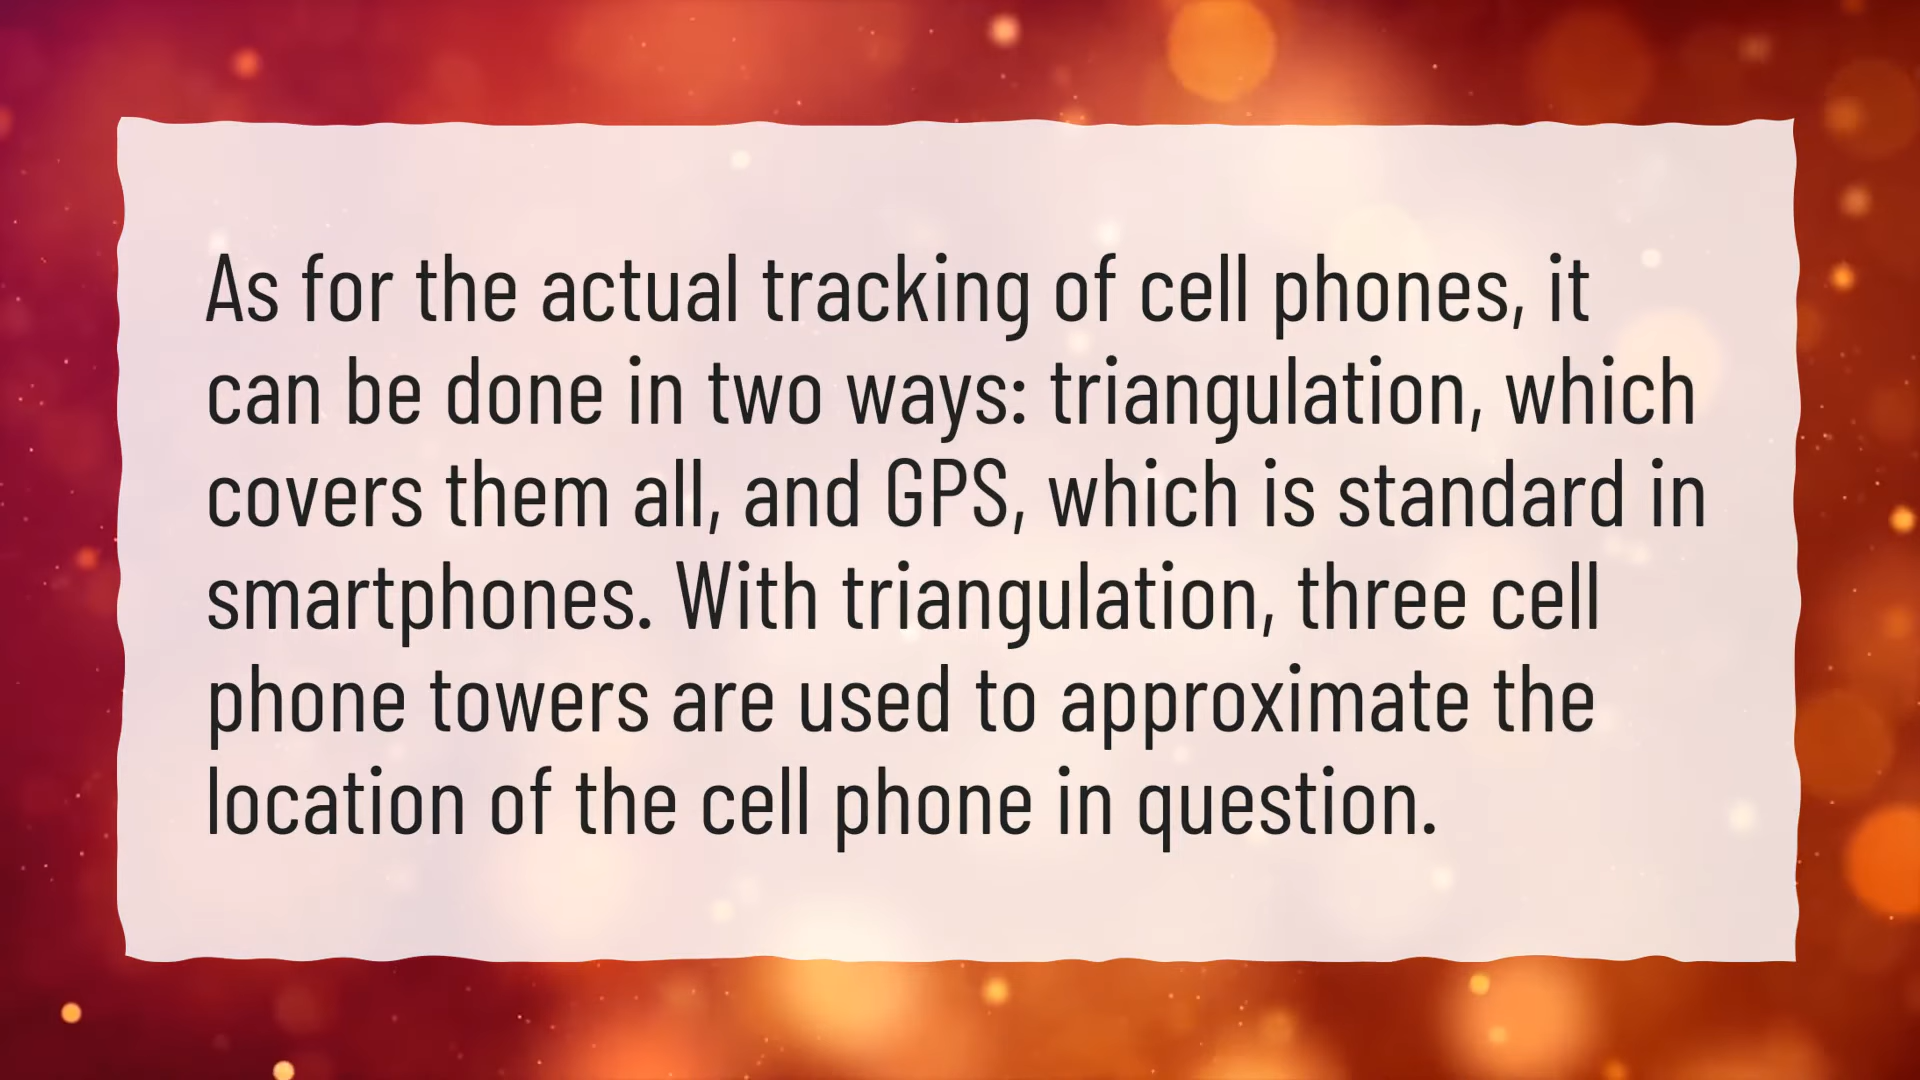 As for the actual tracking of cell phones, it
can be done in two ways: triangulation, which
covers them all, and GPS, which is standard in
smartphones. With triangulation, three cell
phone towers are used to approximate the
location of the cell phone in question.